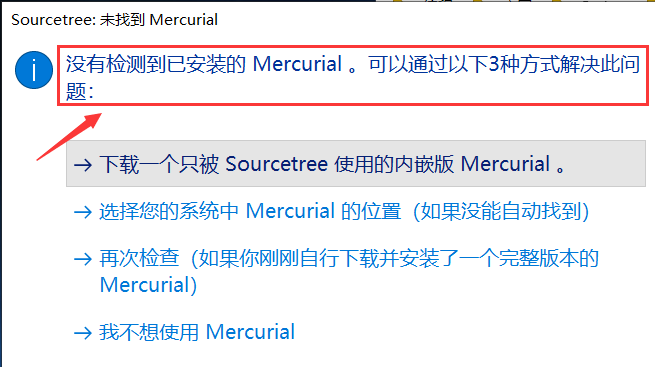 Sourcetree: 未找到 Mercurial
没有检测到已安装的 Mercurial 。可以通过以下3种方式解决此问
题：
→ 下载一个只被 Sourcetree 使用的内嵌版 Mercurial 。
→ 选择您的系统中 Mercurial 的位置（如果没能自动找到）
→ 再次检查（如果你刚刚自行下载并安装了一个完整版本的
Mercurial）
→ 我不想使用 Mercurial